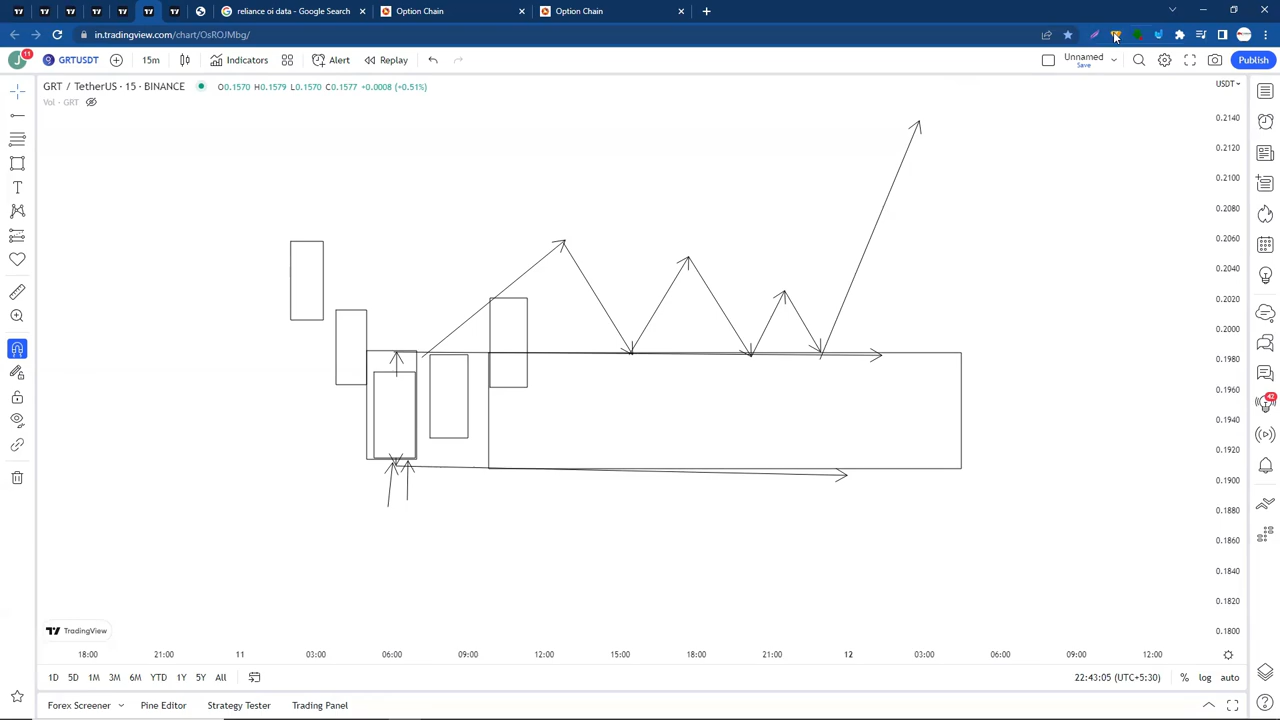 reliance oi data - Google Search
Option Chain
Option Chain
in.tradingview.com/chart/OsROJMbg/
J
11
GRTUSDT
15m
Indicators
Alert
Replay
Unnamed
Save
Publish
GRT / TetherUS · 15 · BINANCE
O0.1570 H0.1579 L0.1570 C0.1577 +0.0008 (+0.51%)
Vol · GRT
USDT
0.2140
0.2120
0.2100
0.2080
0.2060
0.2040
0.2020
0.2000
0.1980
0.1960
0.1940
0.1920
0.1900
0.1880
0.1860
0.1840
0.1820
0.1800
42
TradingView
18:00 21:00 11 03:00 06:00 09:00 12:00 15:00 18:00 21:00 12 03:00 06:00 09:00 12:00
1D 5D 1M 3M 6M YTD 1Y 5Y All
22:43:05 (UTC+5:30)
% log auto
Forex Screener Pine Editor Strategy Tester Trading Panel